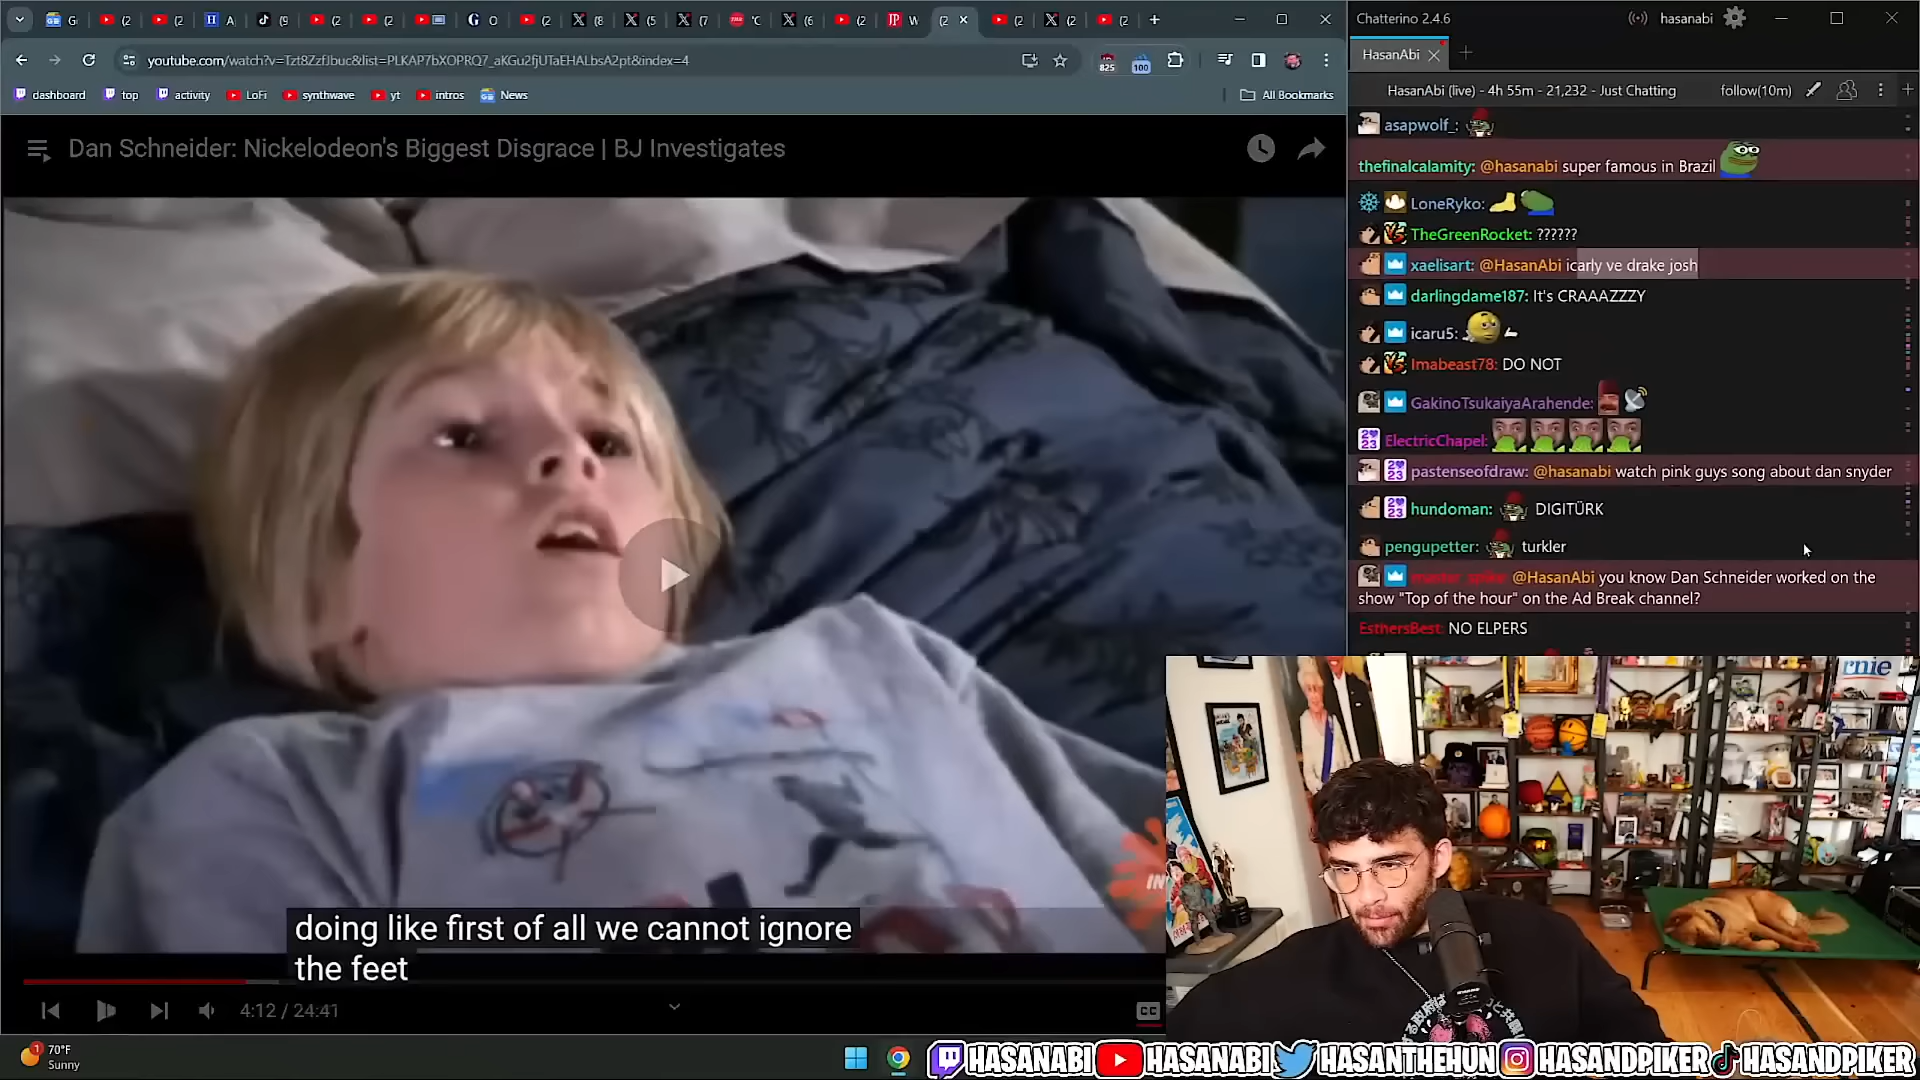 825
100
youtube.com/watch?v=Tzt8ZzfJbuc&list=PLKAP7bXOPRQ7_aKGu2fjUTaEHALbsA2pt&index=4
dashboard
top
activity
LoFi
synthwave
yt
intros
News
All Bookmarks
Dan Schneider: Nickelodeon's Biggest Disgrace | BJ Investigates
doing like first of all we cannot ignore
the feet
4:12 / 24:41
CC
70°F
Sunny
Chatterino 2.4.6
hasanabi
HasanAbi
HasanAbi (live) - 4h 55m - 21,232 - Just Chatting
follow(10m)
asapwolf_:
thefinalcalamity: @hasanabi super famous in Brazil
LoneRyko:
TheGreenRocket: ??????
xaelisart: @HasanAbi icarly ve drake josh
darlingdame187: It's CRAAAZZZY
icaru5:
Imabeast78: DO NOT
GakinoTsukaiyaArahende:
ElectricChapel:
pastenseofdraw: @hasanabi watch pink guys song about dan snyder
hundoman: DIGITÜRK
pengupetter: turkler
master_spike: @HasanAbi you know Dan Schneider worked on the
show "Top of the hour" on the Ad Break channel?
EsthersBest: NO ELPERS
rnie
HASANABI
HASANABI
HASANTHEHUN
HASANDPIKER
HASANDPIKER